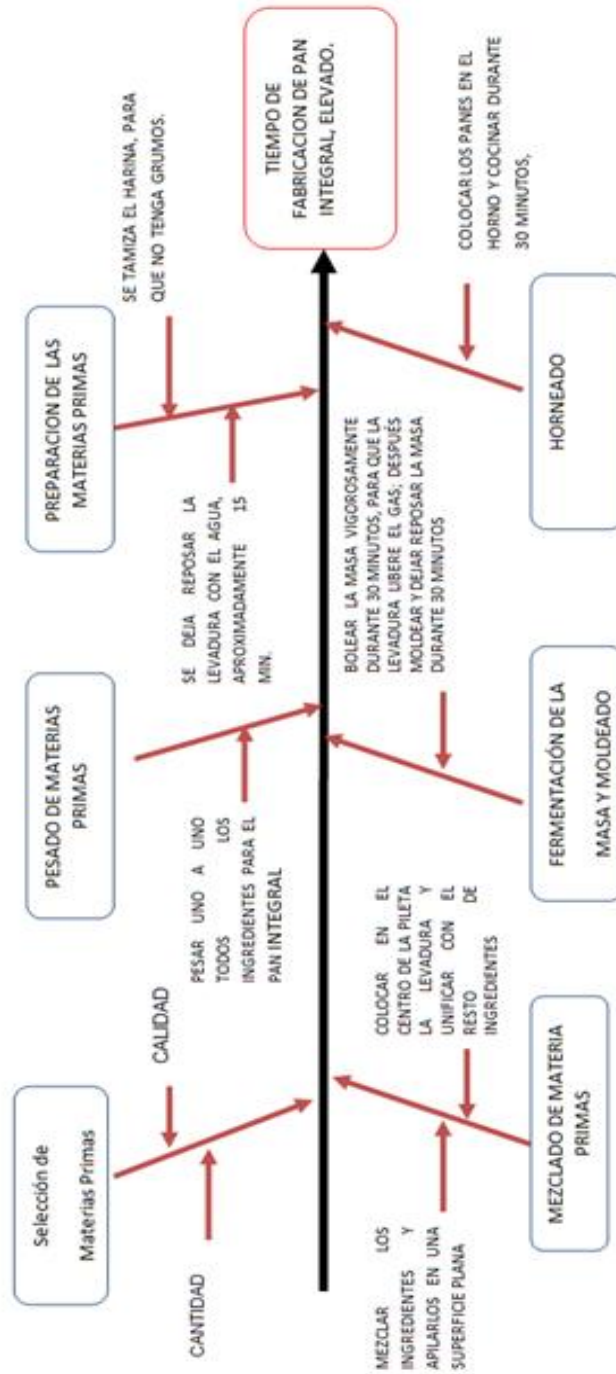 Selección de
Materias Primas
CALIDAD
CANTIDAD
PESADO DE MATERIAS
PRIMAS
PESAR UNO A UNO
TODOS LOS
INGREDIENTES PARA EL
PAN INTEGRAL
PREPARACION DE LAS
MATERIAS PRIMAS
SE TAMIZA EL HARINA, PARA
QUE NO TENGA GRUMOS.
SE DEJA REPOSAR LA
LEVADURA CON EL AGUA,
APROXIMADAMENTE 15
MIN.
TIEMPO DE
FABRICACION DE PAN
INTEGRAL, ELEVADO.
MEZCLAR LOS
INGREDIENTES Y
APILARLOS EN UNA
SUPERFICIE PLANA
COLOCAR EN EL
CENTRO DE LA PILETA
LA LEVADURA Y
UNIFICAR CON EL
RESTO DE
INGREDIENTES
MEZCLADO DE MATERIA
PRIMAS
BOLEAR LA MASA VIGOROSAMENTE
DURANTE 30 MINUTOS, PARA QUE LA
LEVADURA LIBERE EL GAS; DESPUÉS
MOLDEAR Y DEJAR REPOSAR LA MASA
DURANTE 30 MINUTOS
FERMENTACIÓN DE LA
MASA Y MOLDEADO
COLOCAR LOS PANES EN EL
HORNO Y COCINAR DURANTE
30 MINUTOS,
HORNEADO